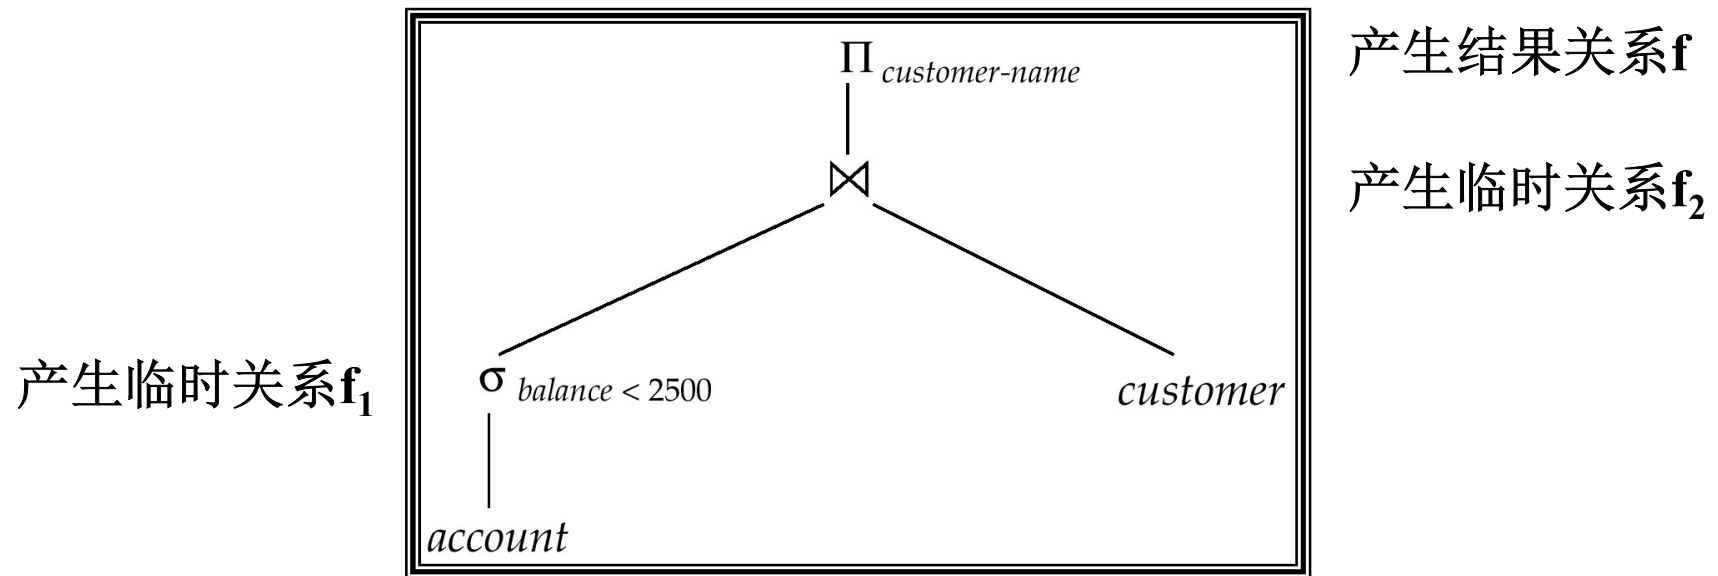 Π customer-name
产生结果关系f
⋈
产生临时关系f₂
产生临时关系f₁
σ balance < 2500
customer
account